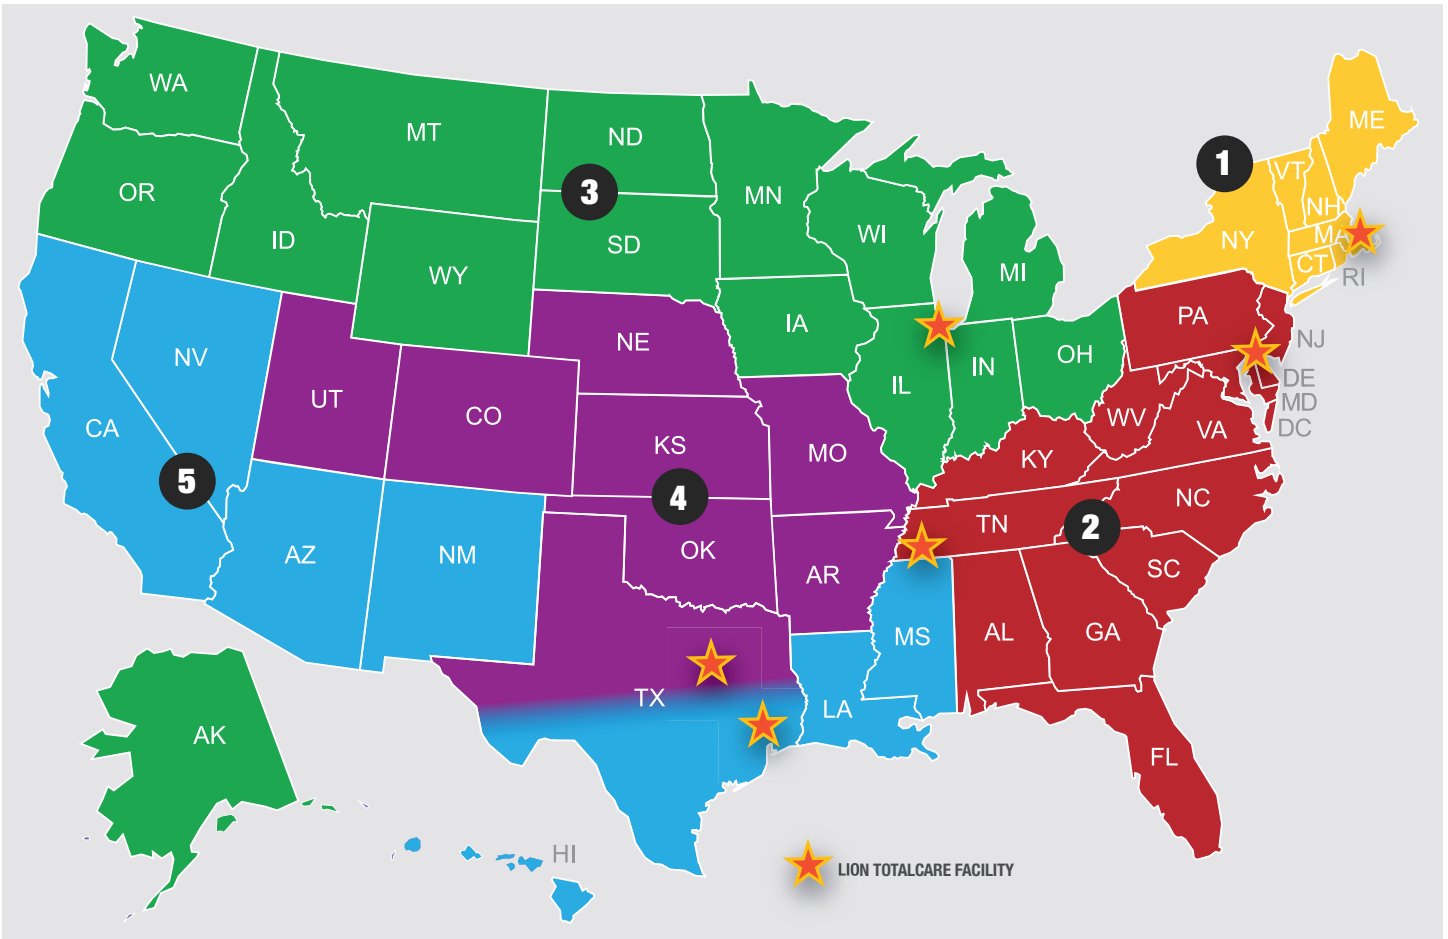 WA
MT
ND
ME
1
VT
OR
3
MN
NH
ID
SD
WI
NY
MA
WY
MI
CT
RI
IA
PA
NV
NE
OH
NJ
UT
IN
IL
DE
CO
MD
CA
KS
MO
WV
VA
DC
KY
5
4
NC
TN
2
AZ
NM
OK
AR
SC
MS
AL
GA
TX
LA
AK
FL
HI
LION TOTALCARE FACILITY